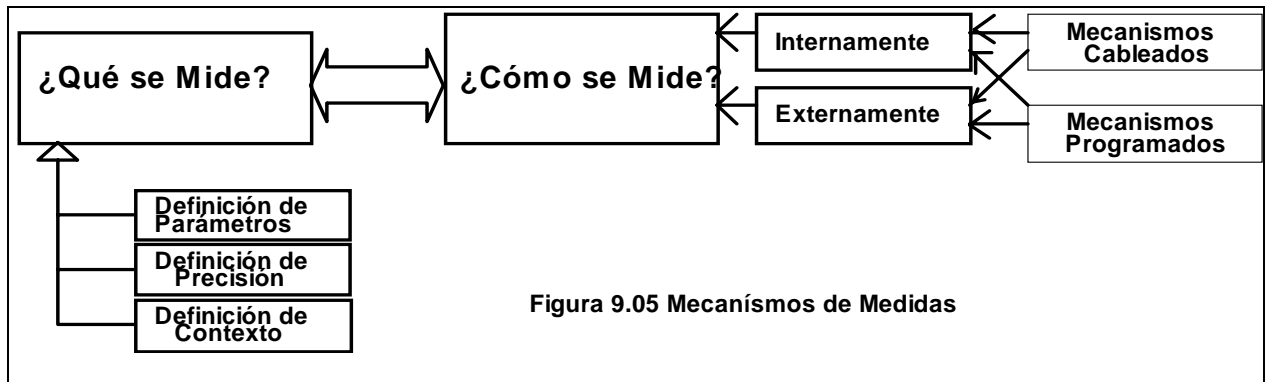 ¿Qué se Mide?
¿Cómo se Mide?
Internamente
Externamente
Mecanismos
Cableados
Mecanismos
Programados
Definición de
Parámetros
Definición de
Precisión
Definición de
Contexto
Figura 9.05 Mecanísmos de Medidas